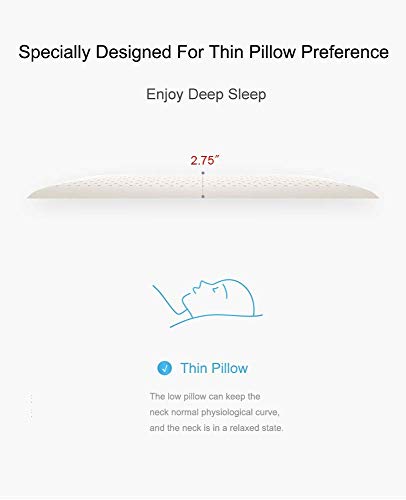 Specially Designed For Thin Pillow Preference
Enjoy Deep Sleep
2.75″
Thin Pillow
The low pillow can keep the
neck normal physiological curve,
and the neck is in a relaxed state.